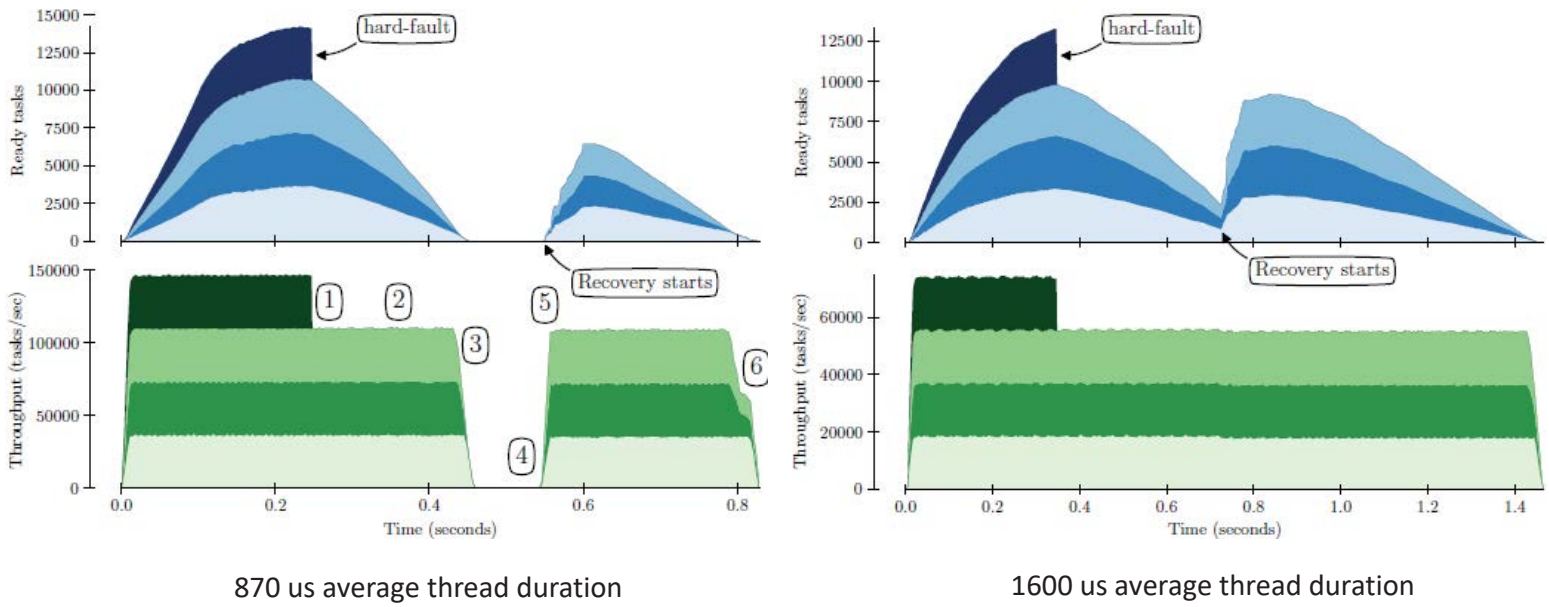 15000
12500
10000
7500
5000
2500
0
Ready tasks
hard-fault
Recovery starts
150000
100000
50000
0
Throughput (tasks/sec)
1
2
3
4
5
6
0.0 0.2 0.4 0.6 0.8
Time (seconds)
870 us average thread duration
12500
10000
7500
5000
2500
0
Ready tasks
hard-fault
Recovery starts
60000
40000
20000
0
Throughput (tasks/sec)
0.0 0.2 0.4 0.6 0.8 1.0 1.2 1.4
Time (seconds)
1600 us average thread duration